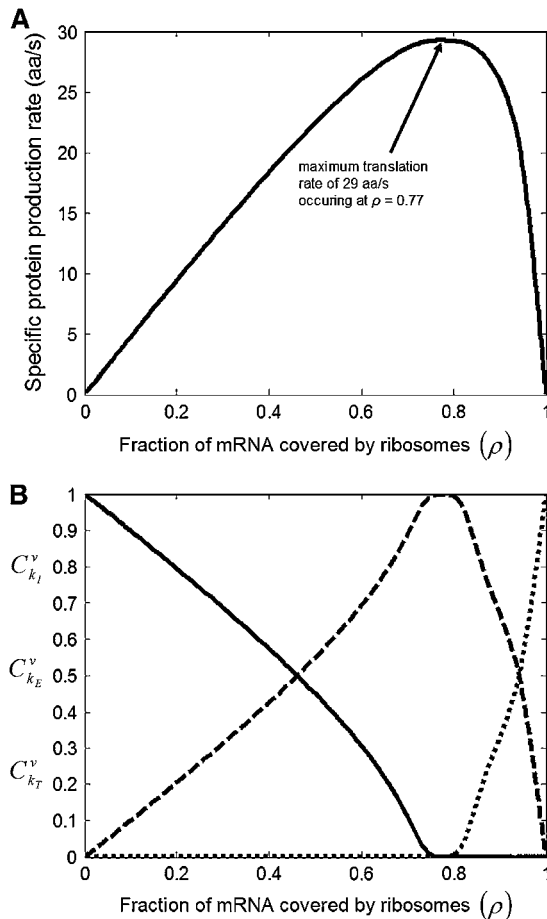 A
Specific protein production rate (aa/s)
30
25
20
15
10
5
0
maximum translation
rate of 29 aa/s
occuring at ρ = 0.77
0
0.2
0.4
0.6
0.8
1
Fraction of mRNA covered by ribosomes (ρ)
B
1
0.9
0.8
0.7
0.6
0.5
0.4
0.3
0.2
0.1
0
C^v_{k_I}
C^v_{k_E}
C^v_{k_T}
0
0.2
0.4
0.6
0.8
1
Fraction of mRNA covered by ribosomes (ρ)